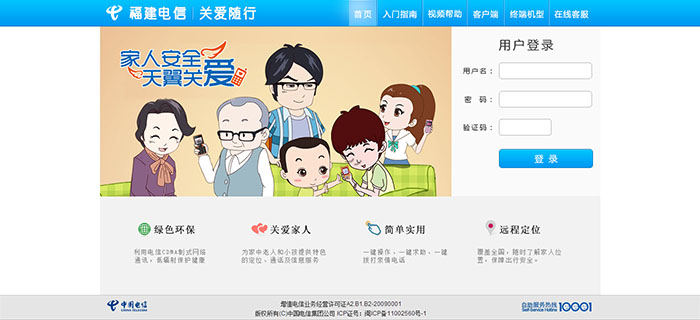 福建电信 | 关爱随行
首页 入门指南 视频帮助 客户端 终端机型 在线客服
家人安全
天翼关爱
用户登录
用户名：
密 码：
验证码：
登 录
绿色环保
利用电信CDMA制式网络
通讯，低辐射保护健康
关爱家人
为家中老人和小孩提供特色
的定位、通话及信息服务
简单实用
一键操作、一键求助、一键
拨打亲情电话
远程定位
覆盖全国，随时了解家人位
置，保障出行安全。
中国电信
CHINA TELECOM
增值电信业务经营许可证A2.B1.B2-20090001
版权所有(C)中国电信集团公司 ICP证号：闽ICP备11002560号-1
自助服务热线
Self-Service Hotline
10001